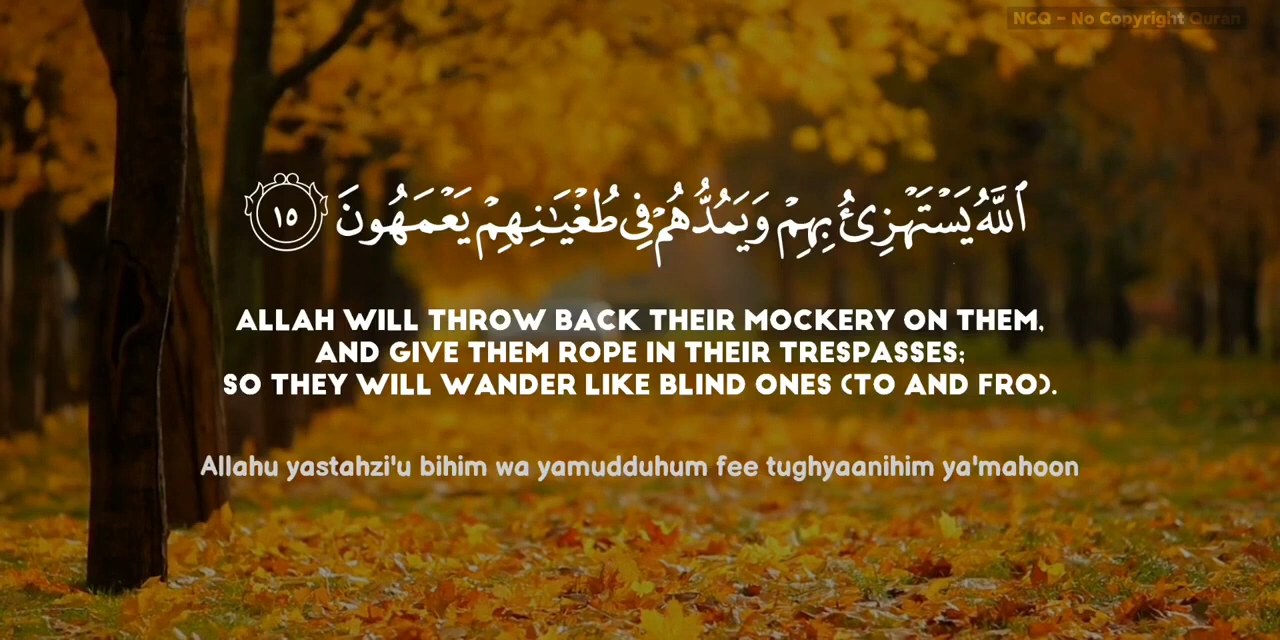 NCQ - No Copyright Quran
ٱللَّهُ يَسْتَهْزِئُ بِهِمْ وَيَمُدُّهُمْ فِى طُغْيَـٰنِهِمْ يَعْمَهُونَ ١٥
ALLAH WILL THROW BACK THEIR MOCKERY ON THEM,
AND GIVE THEM ROPE IN THEIR TRESPASSES;
SO THEY WILL WANDER LIKE BLIND ONES (TO AND FRO).
Allahu yastahzi'u bihim wa yamudduhum fee tughyaanihim ya'mahoon